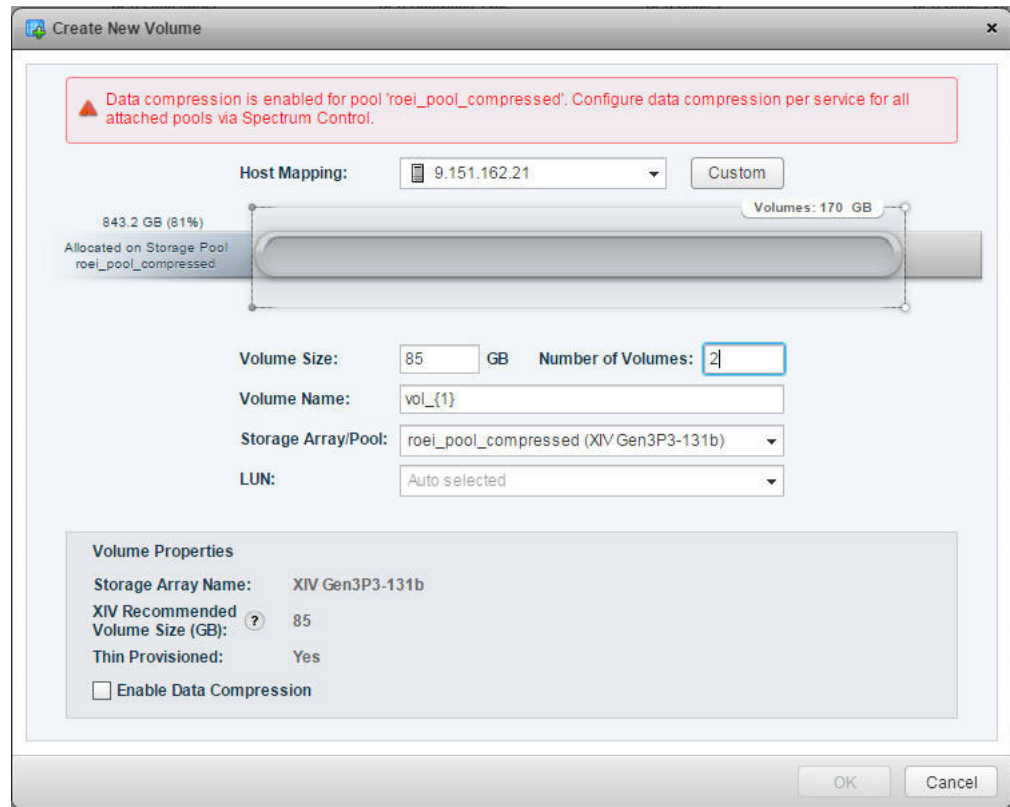 Create New Volume
Data compression is enabled for pool 'roei_pool_compressed'. Configure data compression per service for all
attached pools via Spectrum Control.
Host Mapping: 9.151.162.21 Custom
Volumes: 170 GB
843.2 GB (81%)
Allocated on Storage Pool
roei_pool_compressed
Volume Size: 85 GB Number of Volumes: 2
Volume Name: vol_{1}
Storage Array/Pool: roei_pool_compressed (XIV Gen3P3-131b)
LUN: Auto selected
Volume Properties
Storage Array Name: XIV Gen3P3-131b
XIV Recommended
Volume Size (GB): ? 85
Thin Provisioned: Yes
Enable Data Compression
OK Cancel